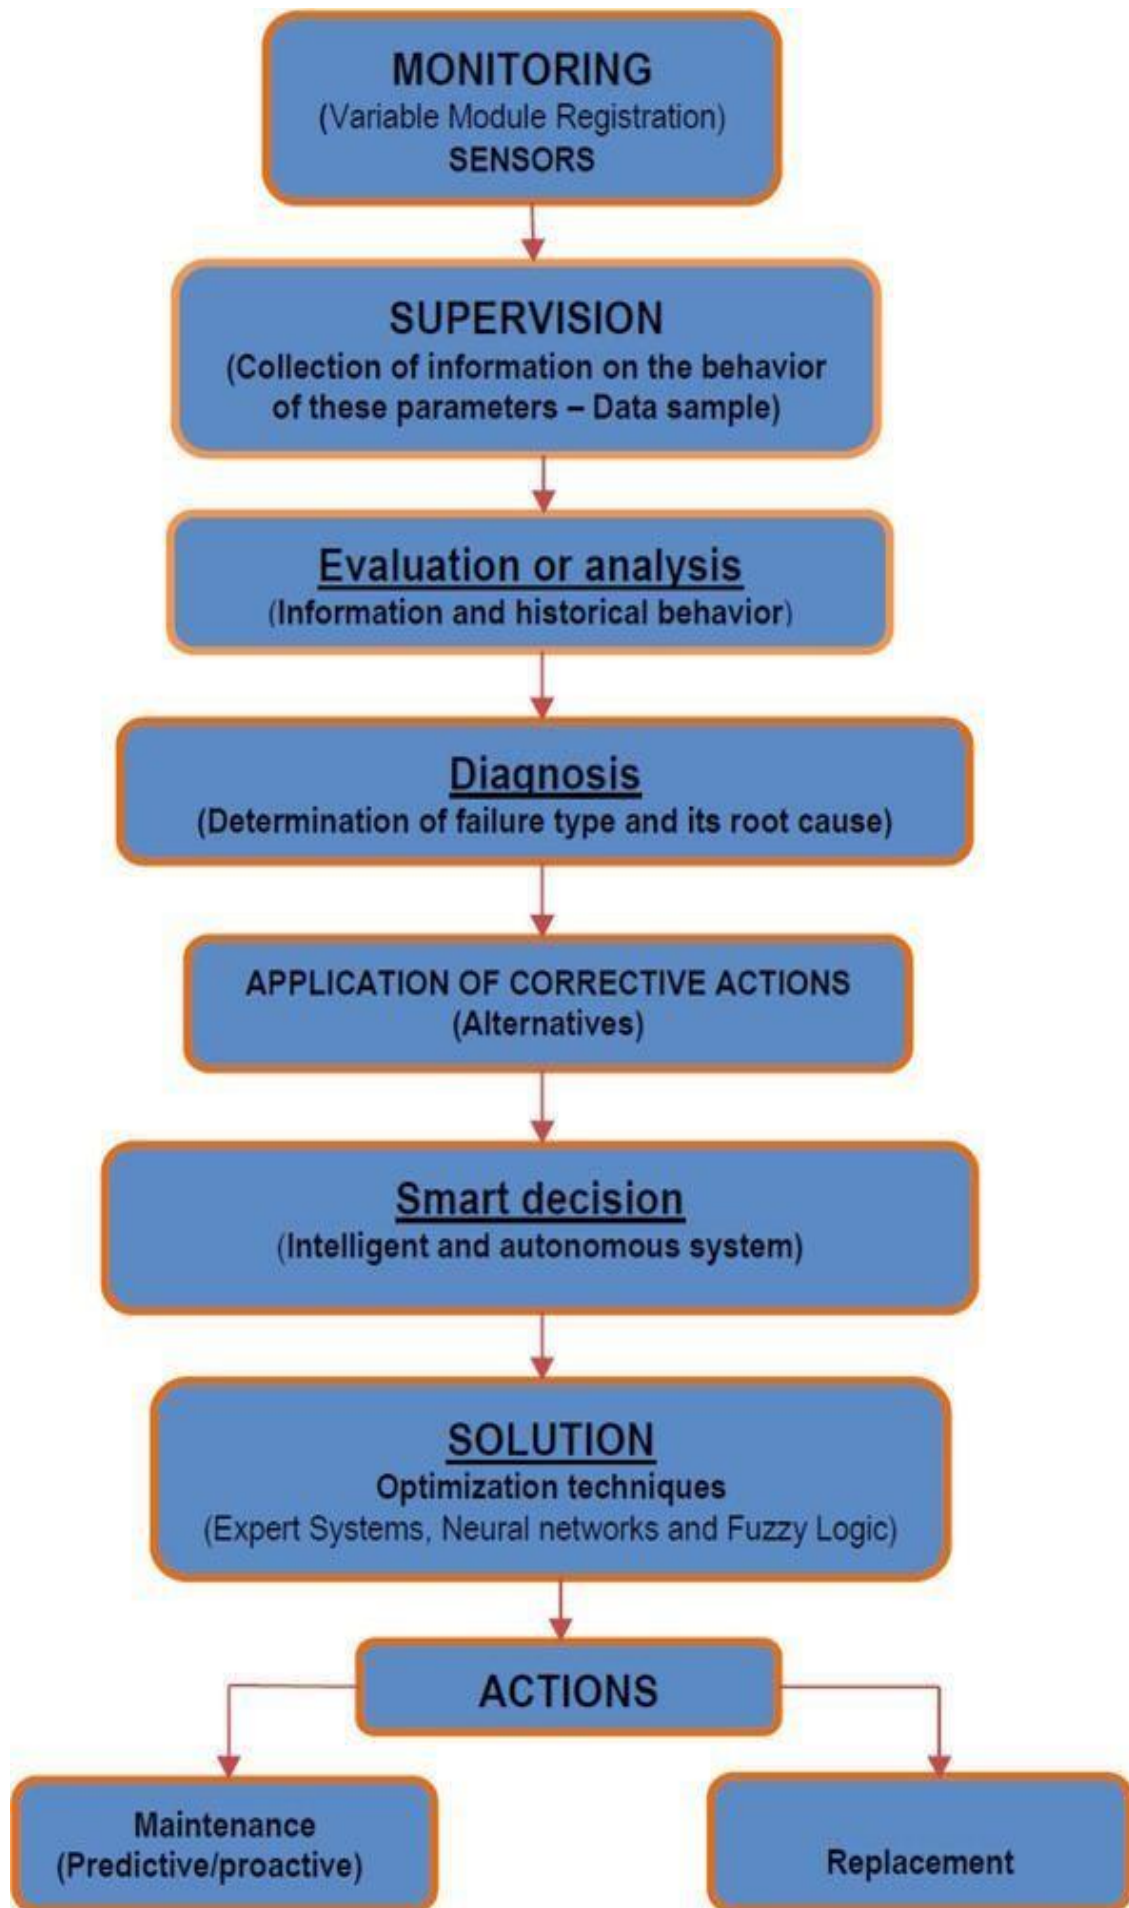 MONITORING
(Variable Module Registration)
SENSORS
SUPERVISION
(Collection of information on the behavior
of these parameters – Data sample)
Evaluation or analysis
(Information and historical behavior)
Diagnosis
(Determination of failure type and its root cause)
APPLICATION OF CORRECTIVE ACTIONS
(Alternatives)
Smart decision
(Intelligent and autonomous system)
SOLUTION
Optimization techniques
(Expert Systems, Neural networks and Fuzzy Logic)
ACTIONS
Maintenance
(Predictive/proactive)
Replacement